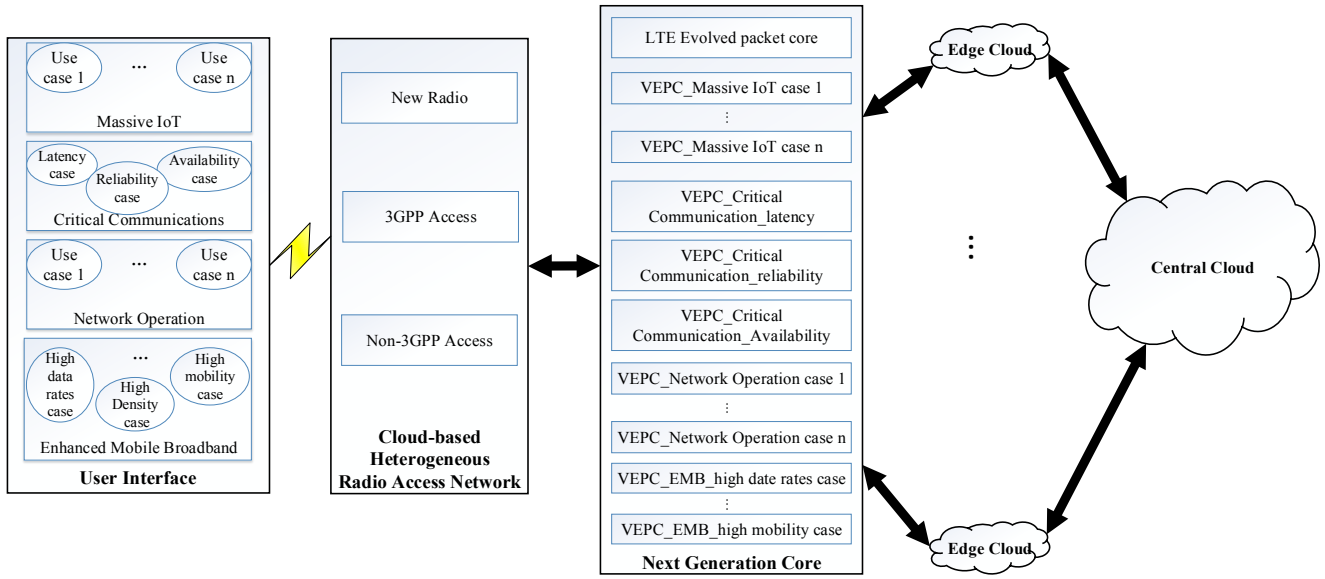 Use
case 1
...
Use
case n
Massive IoT
Latency
case
Reliability
case
Availability
case
Critical Communications
Use
case 1
...
Use
case n
Network Operation
High
data
rates
case
...
High
Density
case
High
mobility
case
Enhanced Mobile Broadband
User Interface
New Radio
3GPP Access
Non-3GPP Access
Cloud-based
Heterogeneous
Radio Access Network
LTE Evolved packet core
VEPC_Massive IoT case 1
...
VEPC_Massive IoT case n
VEPC_Critical
Communication_latency
VEPC_Critical
Communication_reliability
VEPC_Critical
Communication_Availability
VEPC_Network Operation case 1
...
VEPC_Network Operation case n
VEPC_EMB_high date rates case
...
VEPC_EMB_high mobility case
Next Generation Core
Edge Cloud
...
Edge Cloud
Central Cloud